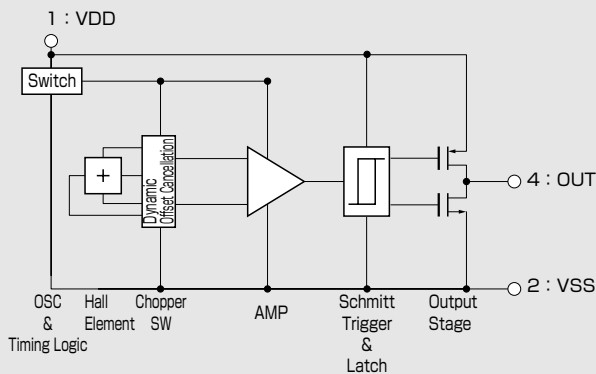 1 : VDD
Switch
+
Dynamic
Offset Cancellation
4 : OUT
2 : VSS
OSC
&
Timing Logic
Hall
Element
Chopper
SW
AMP
Schmitt
Trigger
&
Latch
Output
Stage